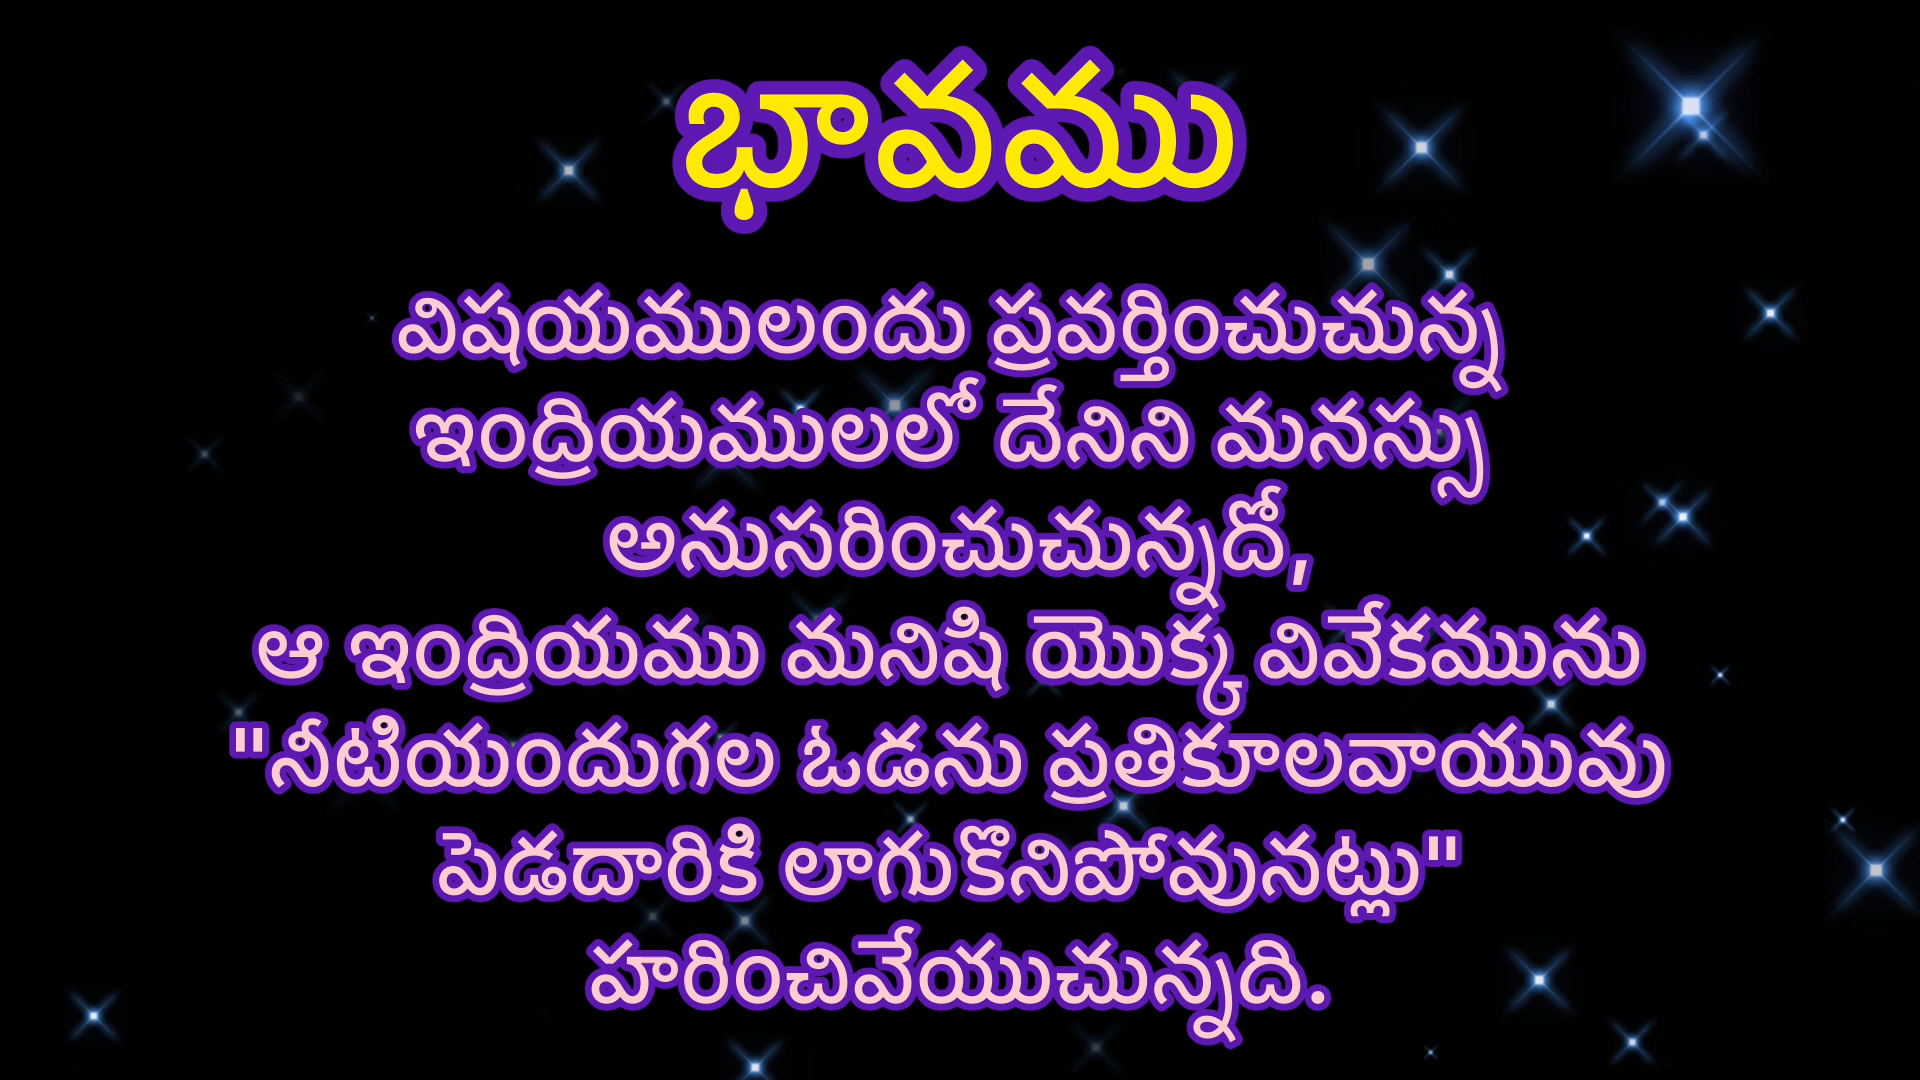 భావము
విషయములందు ప్రవర్తించుచున్న
ఇంద్రియములలో దేనిని మనస్సు
అనుసరించుచున్నదో,
ఆ ఇంద్రియము మనిషి యొక్క వివేకమును
"నీటియందుగల ఓడను ప్రతికూలవాయువు
పెడదారికి లాగుకొనిపోవునట్లు"
హరించివేయుచున్నది.